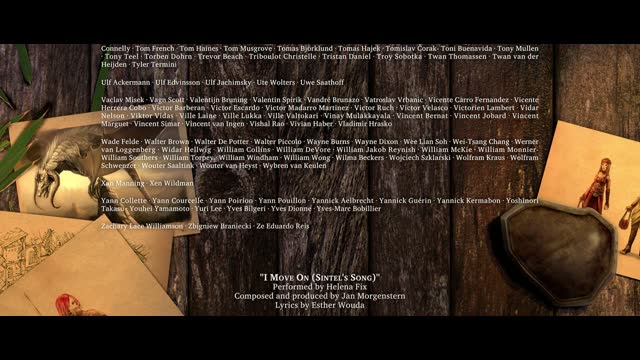 Connelly · Tom French · Tom Haines · Tom Musgrove · Tomas Björklund · Tomas Hajek · Tomislav Čorak · Toni Buenavida · Tony Mullen
· Tony Teel · Torben Dohrn · Trevor Beach · Triboulot Christelle · Tristan Daniel · Troy Sobotka · Twan Thomassen · Twan van der
Heijden · Tyler Termini
Ulf Ackermann · Ulf Edvinsson · Ulf Jachimsky · Ute Wolters · Uwe Saathoff
Vaclav Misek · Vagn Scott · Valentijn Bruning · Valentin Spirik · Vandré Brunazo · Vatroslav Vrbanic · Vicente Carro Fernandez · Vicente
Herrera Cobo · Victor Barberan · Victor Escardo · Victor Madaro Martinez · Victor Ruch · Victor Velasco · Victorien Lambert · Vidar
Nelson · Viktor Vidas · Ville Laine · Ville Lukka · Ville Valtokari · Vinay Mulakkayala · Vincent Bernat · Vincent Jobard · Vincent
Marguet · Vincent Simar · Vincent van Ingen · Vishal Rao · Vivian Haber · Vladimir Hrasko
Wade Felde · Walter Brown · Walter De Potter · Walter Piccolo · Wayne Burns · Wayne Dixon · Wee Lian Soh · Wei-Tsang Chang · Werner
van Loggenberg · Widar Hellwig · William Collins · William DeVore · William Jakob Reynish · William McKie · William Monnier ·
William Southers · William Torpey · William Windham · William Wong · Wilma Beckers · Wojciech Szklarski · Wolfram Kraus · Wolfram
Schwenzer · Wouter Saaltink · Wouter van Heyst · Wybren van Keulen
Xan Manning · Xen Wildman
Yann Collette · Yann Courcelle · Yann Poirion · Yann Pouillon · Yannick Aelbrecht · Yannick Guérin · Yannick Kermabon · Yoshinori
Takasu · Youhei Yamamoto · Yuri Lee · Yves Bilgeri · Yves Dionne · Yves-Marc Bobillier
Zachary Lace Williamson · Zbigniew Braniecki · Ze Eduardo Reis
"I Move On (Sintel's Song)"
Performed by Helena Fix
Composed and produced by Jan Morgenstern
Lyrics by Esther Wouda